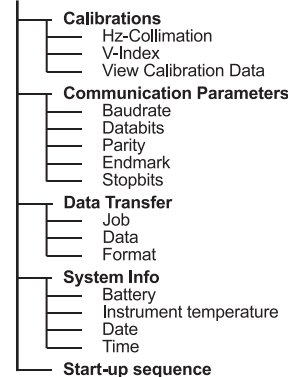 Calibrations
Hz-Collimation
V-Index
View Calibration Data
Communication Parameters
Baudrate
Databits
Parity
Endmark
Stopbits
Data Transfer
Job
Data
Format
System Info
Battery
Instrument temperature
Date
Time
Start-up sequence